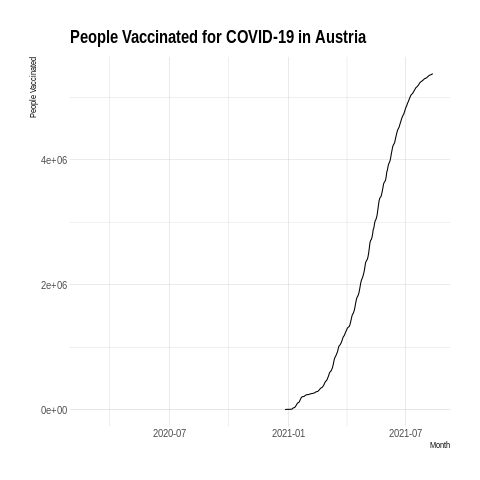 People Vaccinated for COVID-19 in Austria
People Vaccinated
4e+06
2e+06
0e+00
2020-07
2021-01
2021-07
Month